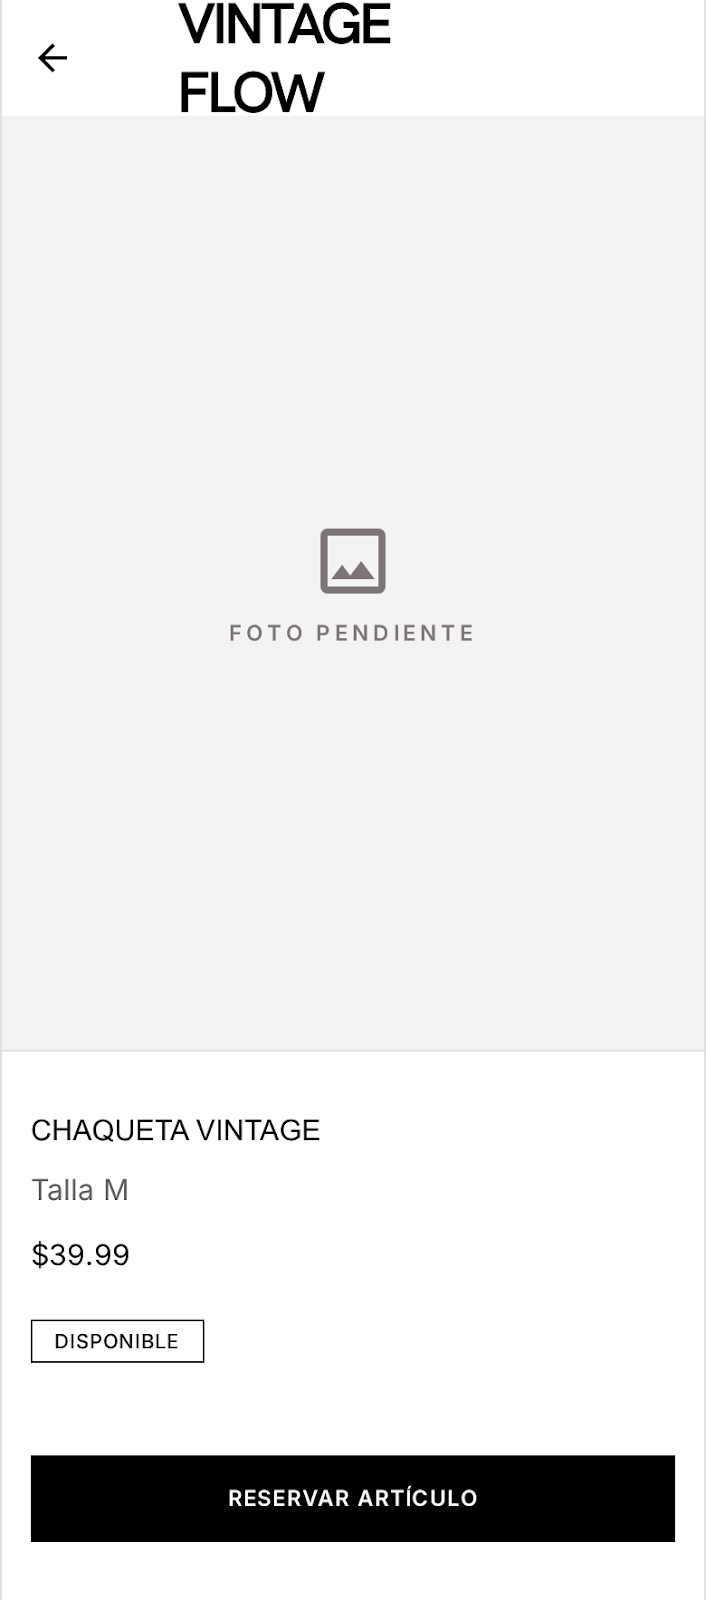 VINTAGE
FLOW
FOTO PENDIENTE
CHAQUETA VINTAGE
Talla M
$39.99
DISPONIBLE
RESERVAR ARTÍCULO